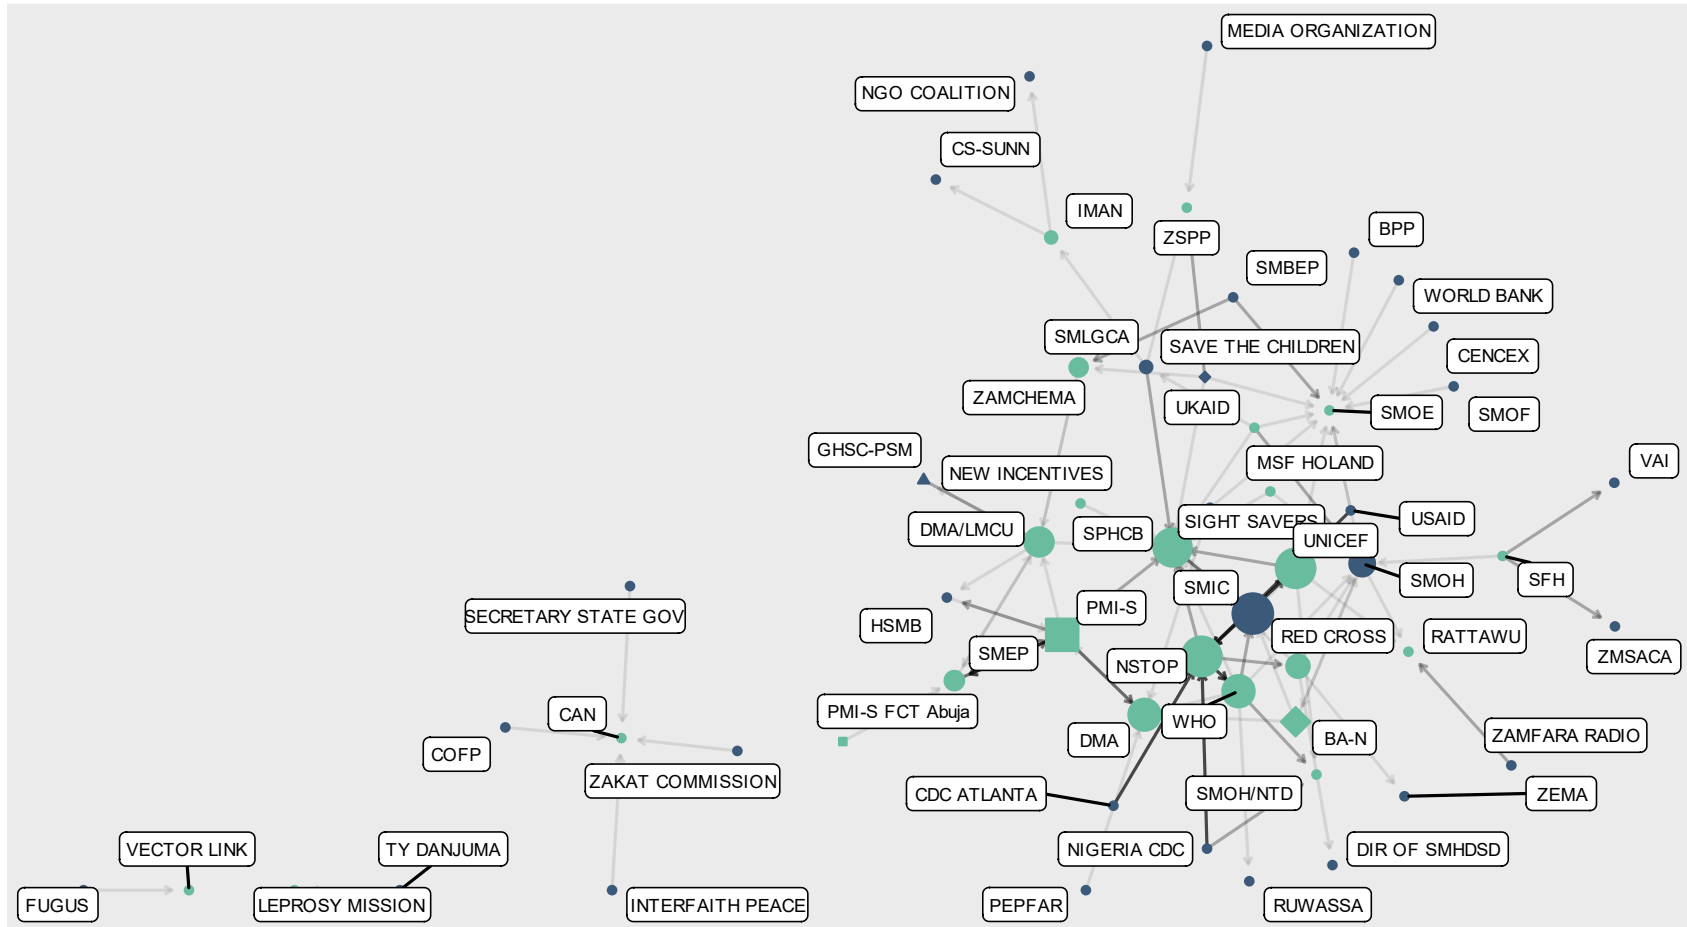 MEDIA ORGANIZATION
NGO COALITION
CS-SUNN
IMAN
BPP
ZSPP
SMBEP
WORLD BANK
SMLGCA
SAVE THE CHILDREN
CENCEX
ZAMCHEMA
UKAID
SMOE
SMOF
GHSC-PSM
NEW INCENTIVES
MSF HOLAND
VAI
DMA/LMCU
SPHCB
SIGHT SAVERS
USAID
UNICEF
SMIC
SMOH
SFH
SECRETARY STATE GOV
PMI-S
HSMB
RED CROSS
RATTAWU
SMEP
NSTOP
ZMSACA
PMI-S FCT Abuja
CAN
WHO
COFP
DMA
BA-N
ZAMFARA RADIO
ZAKAT COMMISSION
CDC ATLANTA
SMOH/NTD
ZEMA
VECTOR LINK
TY DANJUMA
NIGERIA CDC
DIR OF SMHDSD
FUGUS
LEPROSY MISSION
INTERFAITH PEACE
PEPFAR
RUWASSA